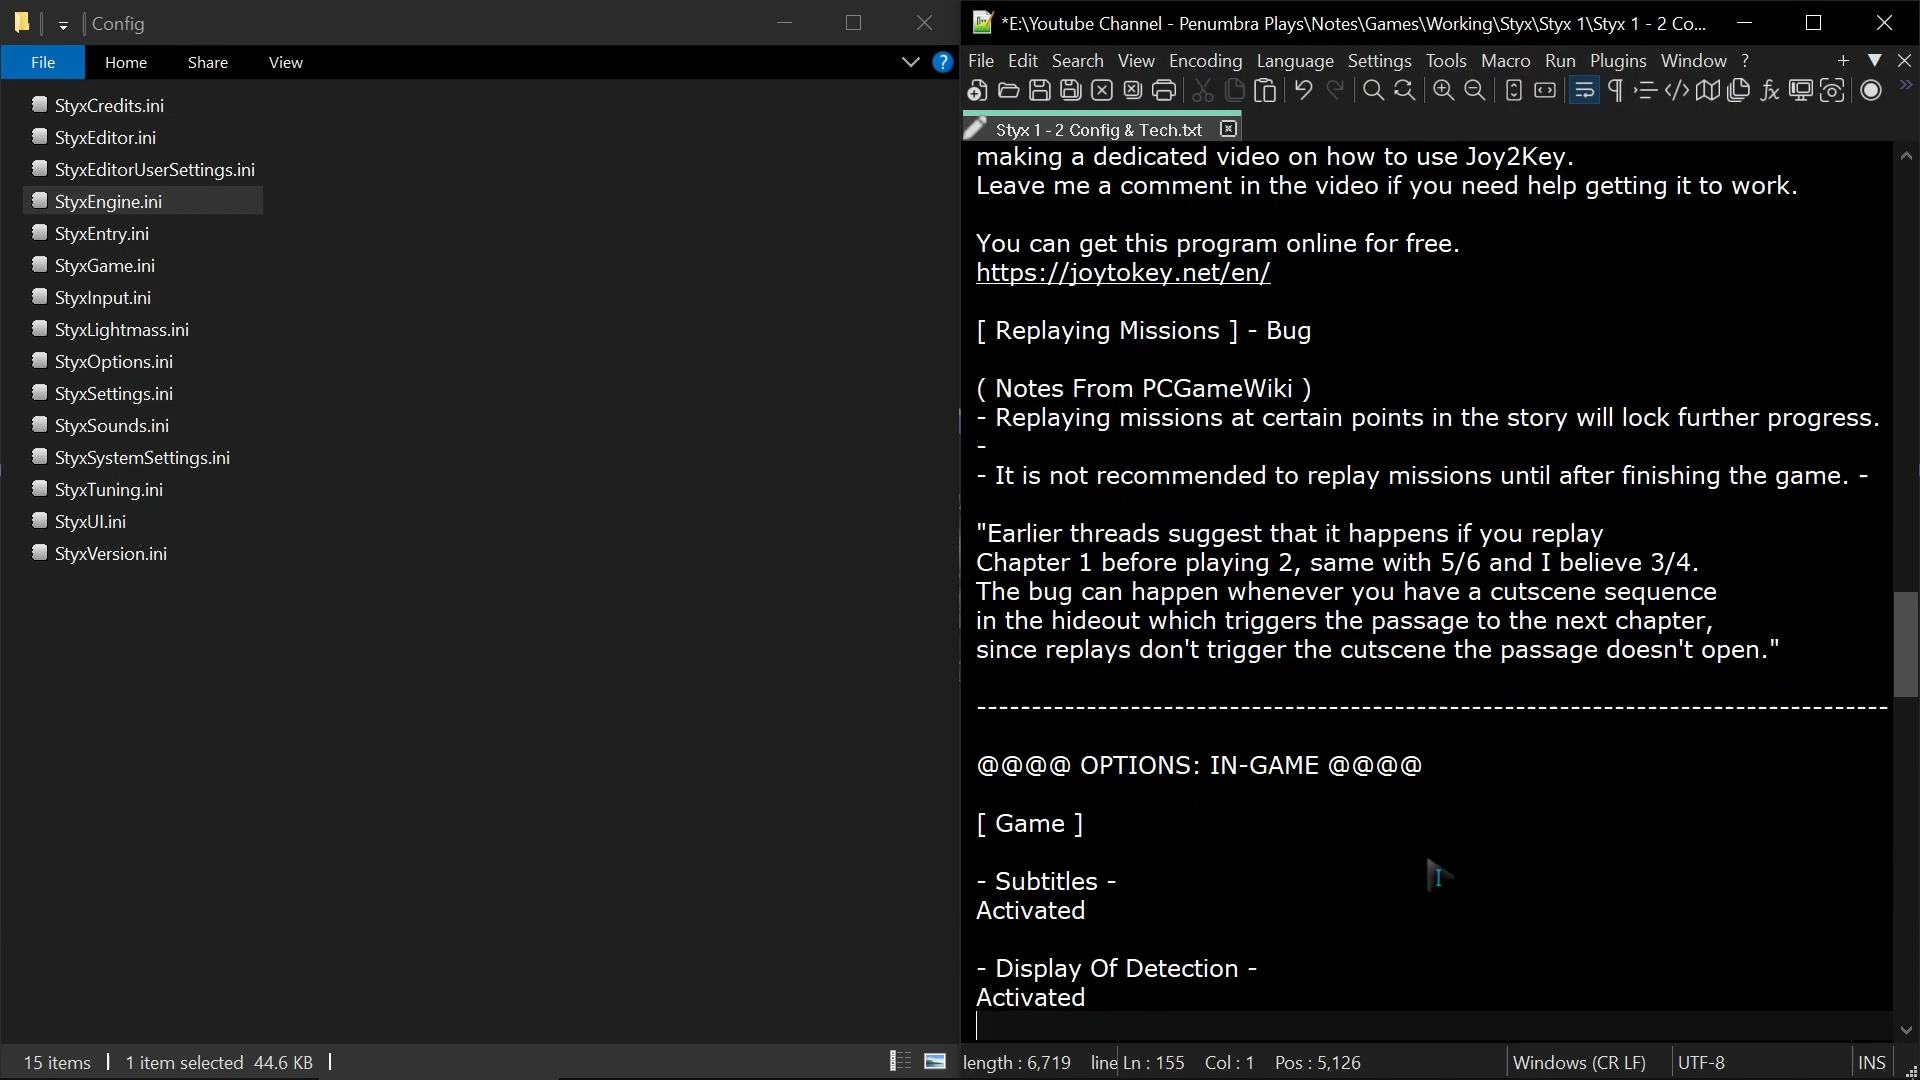 Config
File Home Share View
StyxCredits.ini
StyxEditor.ini
StyxEditorUserSettings.ini
StyxEngine.ini
StyxEntry.ini
StyxGame.ini
StyxInput.ini
StyxLightmass.ini
StyxOptions.ini
StyxSettings.ini
StyxSounds.ini
StyxSystemSettings.ini
StyxTuning.ini
StyxUI.ini
StyxVersion.ini
15 items 1 item selected 44.6 KB
*E:\Youtube Channel - Penumbra Plays\Notes\Games\Working\Styx\Styx 1\Styx 1 - 2 Co...
File Edit Search View Encoding Language Settings Tools Macro Run Plugins Window ?
Styx 1 - 2 Config & Tech.txt
making a dedicated video on how to use Joy2Key.
Leave me a comment in the video if you need help getting it to work.
You can get this program online for free.
https://joytokey.net/en/
[ Replaying Missions ] - Bug
( Notes From PCGameWiki )
- Replaying missions at certain points in the story will lock further progress.
-
- It is not recommended to replay missions until after finishing the game. -
"Earlier threads suggest that it happens if you replay
Chapter 1 before playing 2, same with 5/6 and I believe 3/4.
The bug can happen whenever you have a cutscene sequence
in the hideout which triggers the passage to the next chapter,
since replays don't trigger the cutscene the passage doesn't open."
--------------------------------------------------------------------------------
@@@@ OPTIONS: IN-GAME @@@@
[ Game ]
- Subtitles -
Activated
- Display Of Detection -
Activated
length : 6,719 line Ln : 155 Col : 1 Pos : 5,126 Windows (CR LF) UTF-8 INS